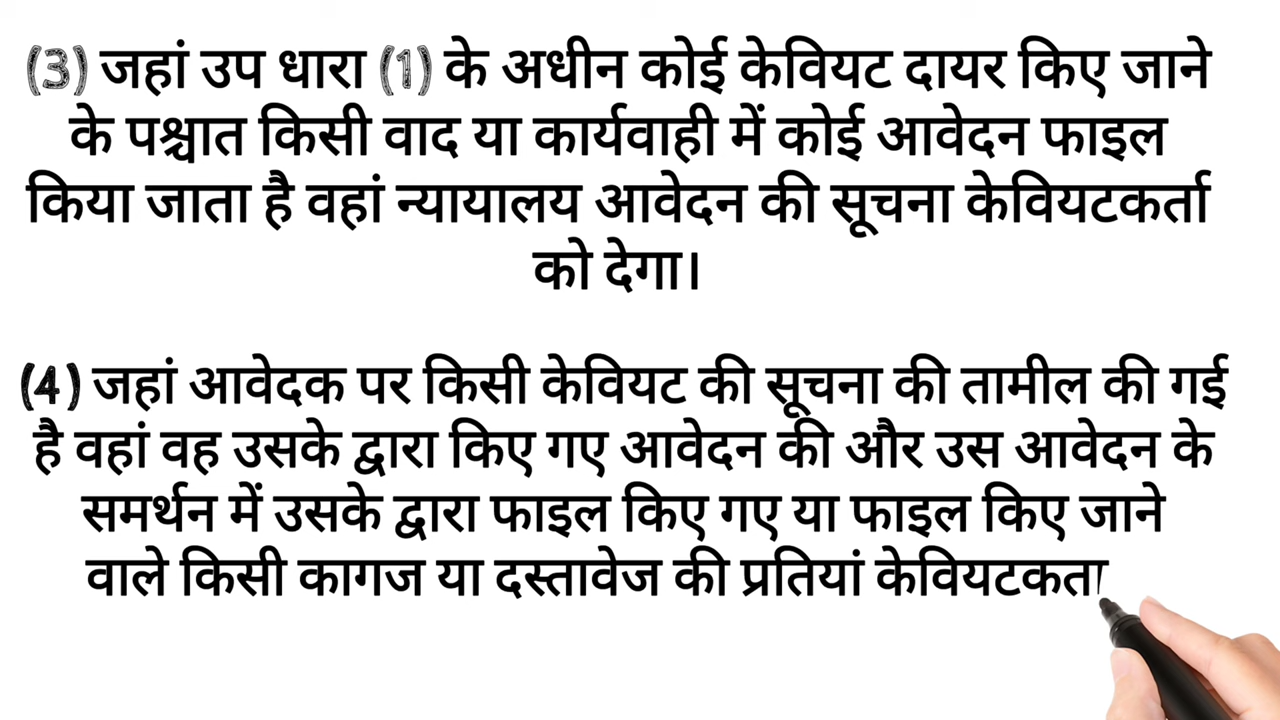 (3) जहां उप धारा (1) के अधीन कोई केवियट दायर किए जाने
के पश्चात किसी वाद या कार्यवाही में कोई आवेदन फाइल
किया जाता है वहां न्यायालय आवेदन की सूचना केवियटकर्ता
को देगा।
(4) जहां आवेदक पर किसी केवियट की सूचना की तामील की गई
है वहां वह उसके द्वारा किए गए आवेदन की और उस आवेदन के
समर्थन में उसके द्वारा फाइल किए गए या फाइल किए जाने
वाले किसी कागज या दस्तावेज की प्रतियां केवियटकता